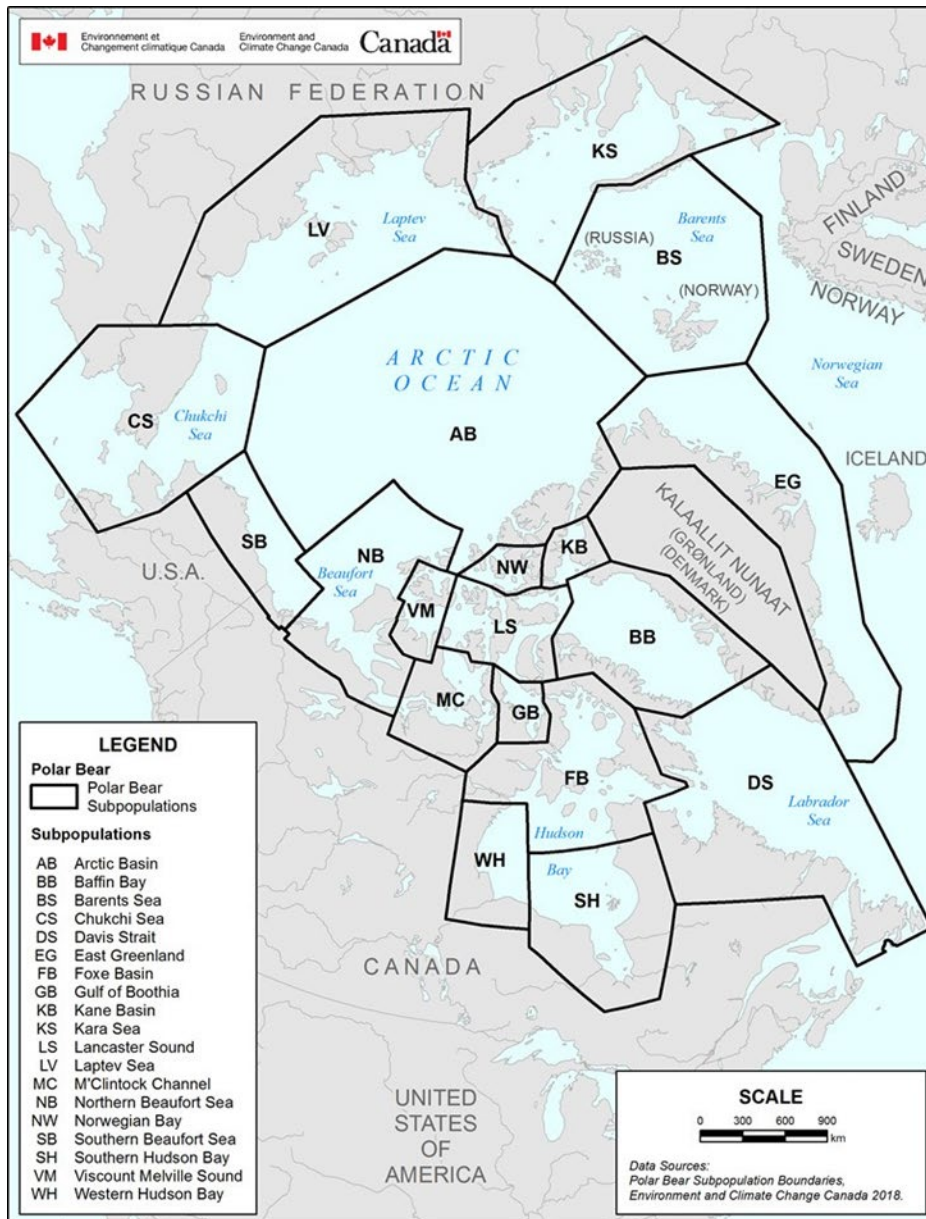 Environnement et
Changement climatique Canada
Environment and
Climate Change Canada
Canada
RUSSIAN FEDERATION
KS
FINLAND
SWEDEN
NORWAY
LV
Laptev
Sea
(RUSSIA)
Barents
Sea
BS
(NORWAY)
ARCTIC
OCEAN
Norwegian
Sea
CS
Chukchi
Sea
AB
ICELAND
EG
KALAALLIT NUNAAT
(GRØNLAND)
(DENMARK)
SB
U.S.A.
NB
Beaufort
Sea
NW
KB
VM
LS
BB
MC
GB
FB
DS
Labrador
Sea
Hudson
Bay
WH
SH
CANADA
UNITED
STATES
OF
AMERICA
LEGEND
Polar Bear
Polar Bear
Subpopulations
Subpopulations
AB Arctic Basin
BB Baffin Bay
BS Barents Sea
CS Chukchi Sea
DS Davis Strait
EG East Greenland
FB Foxe Basin
GB Gulf of Boothia
KB Kane Basin
KS Kara Sea
LS Lancaster Sound
LV Laptev Sea
MC M'Clintock Channel
NB Northern Beaufort Sea
NW Norwegian Bay
SB Southern Beaufort Sea
SH Southern Hudson Bay
VM Viscount Melville Sound
WH Western Hudson Bay
SCALE
0 300 600 900
km
Data Sources:
Polar Bear Subpopulation Boundaries,
Environment and Climate Change Canada 2018.